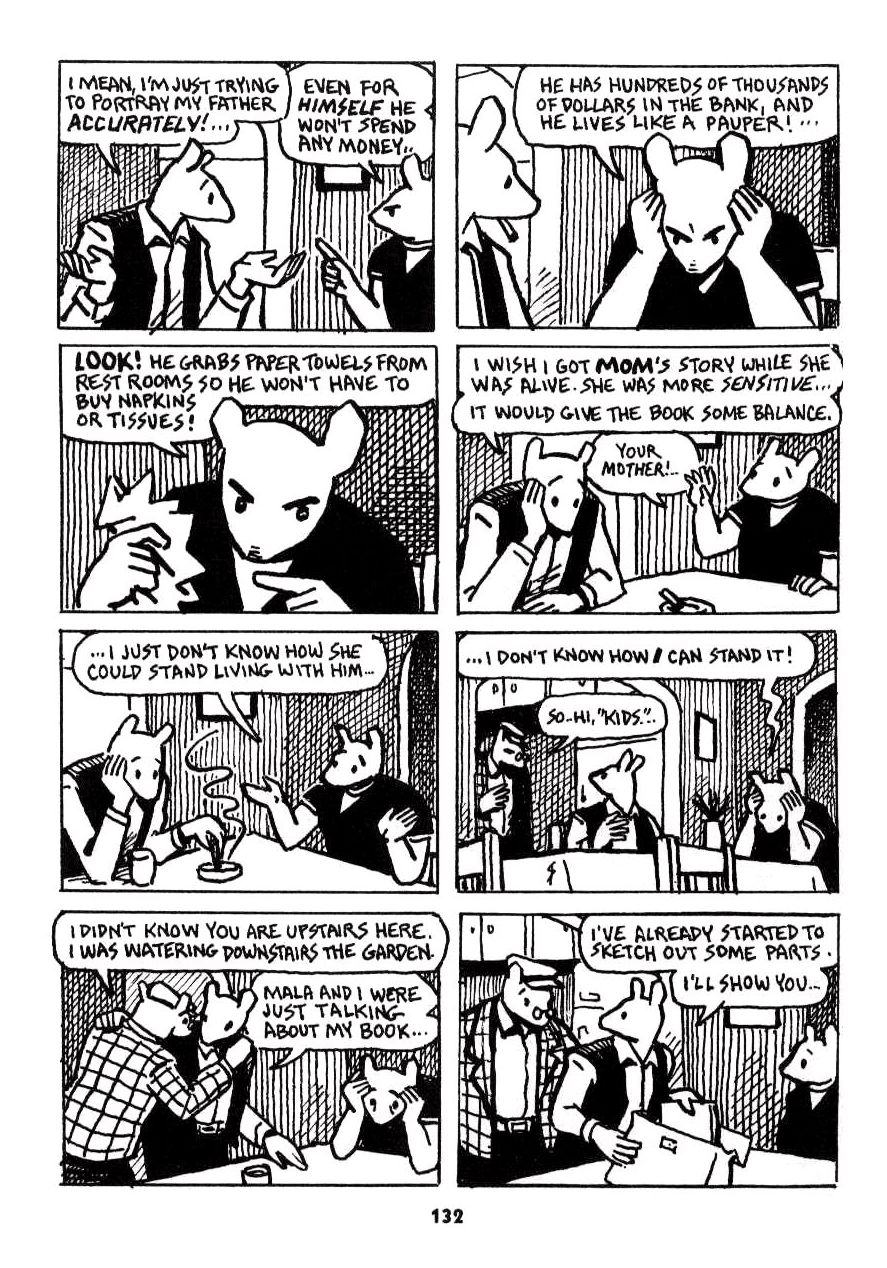 I MEAN, I'M JUST TRYING
TO PORTRAY MY FATHER
ACCURATELY!...
EVEN FOR
HIMSELF HE
WON'T SPEND
ANY MONEY..
HE HAS HUNDREDS OF THOUSANDS
OF DOLLARS IN THE BANK, AND
HE LIVES LIKE A PAUPER! ...
LOOK! HE GRABS PAPER TOWELS FROM
REST ROOMS SO HE WON'T HAVE TO
BUY NAPKINS
OR TISSUES!
I WISH I GOT MOM'S STORY WHILE SHE
WAS ALIVE. SHE WAS MORE SENSITIVE...
IT WOULD GIVE THE BOOK SOME BALANCE.
YOUR
MOTHER!..
...I JUST DON'T KNOW HOW SHE
COULD STAND LIVING WITH HIM...
...I DON'T KNOW HOW I CAN STAND IT!
SO..HI, "KIDS."..
I DIDN'T KNOW YOU ARE UPSTAIRS HERE.
I WAS WATERING DOWNSTAIRS THE GARDEN.
MALA AND I WERE
JUST TALKING
ABOUT MY BOOK...
I'VE ALREADY STARTED TO
SKETCH OUT SOME PARTS.
I'LL SHOW YOU...
132